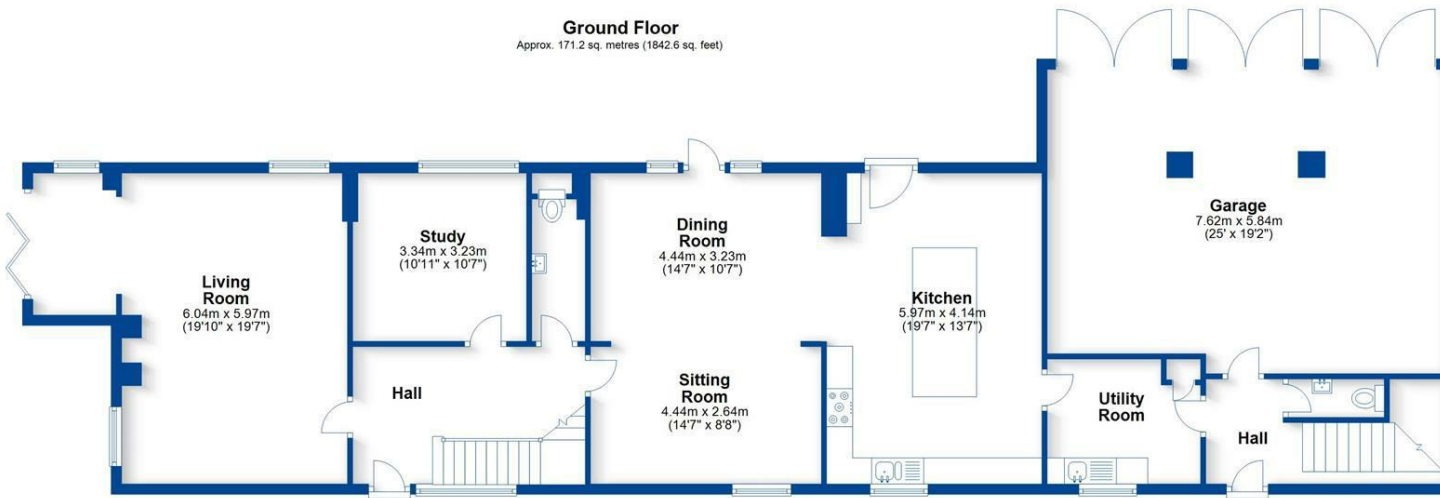 Ground Floor
Approx. 171.2 sq. metres (1842.6 sq. feet)
Living
Room
6.04m x 5.97m
(19'10" x 19'7")
Study
3.34m x 3.23m
(10'11" x 10'7")
Hall
Dining
Room
4.44m x 3.23m
(14'7" x 10'7")
Sitting
Room
4.44m x 2.64m
(14'7" x 8'8")
Kitchen
5.97m x 4.14m
(19'7" x 13'7")
Utility
Room
Garage
7.62m x 5.84m
(25' x 19'2")
Hall